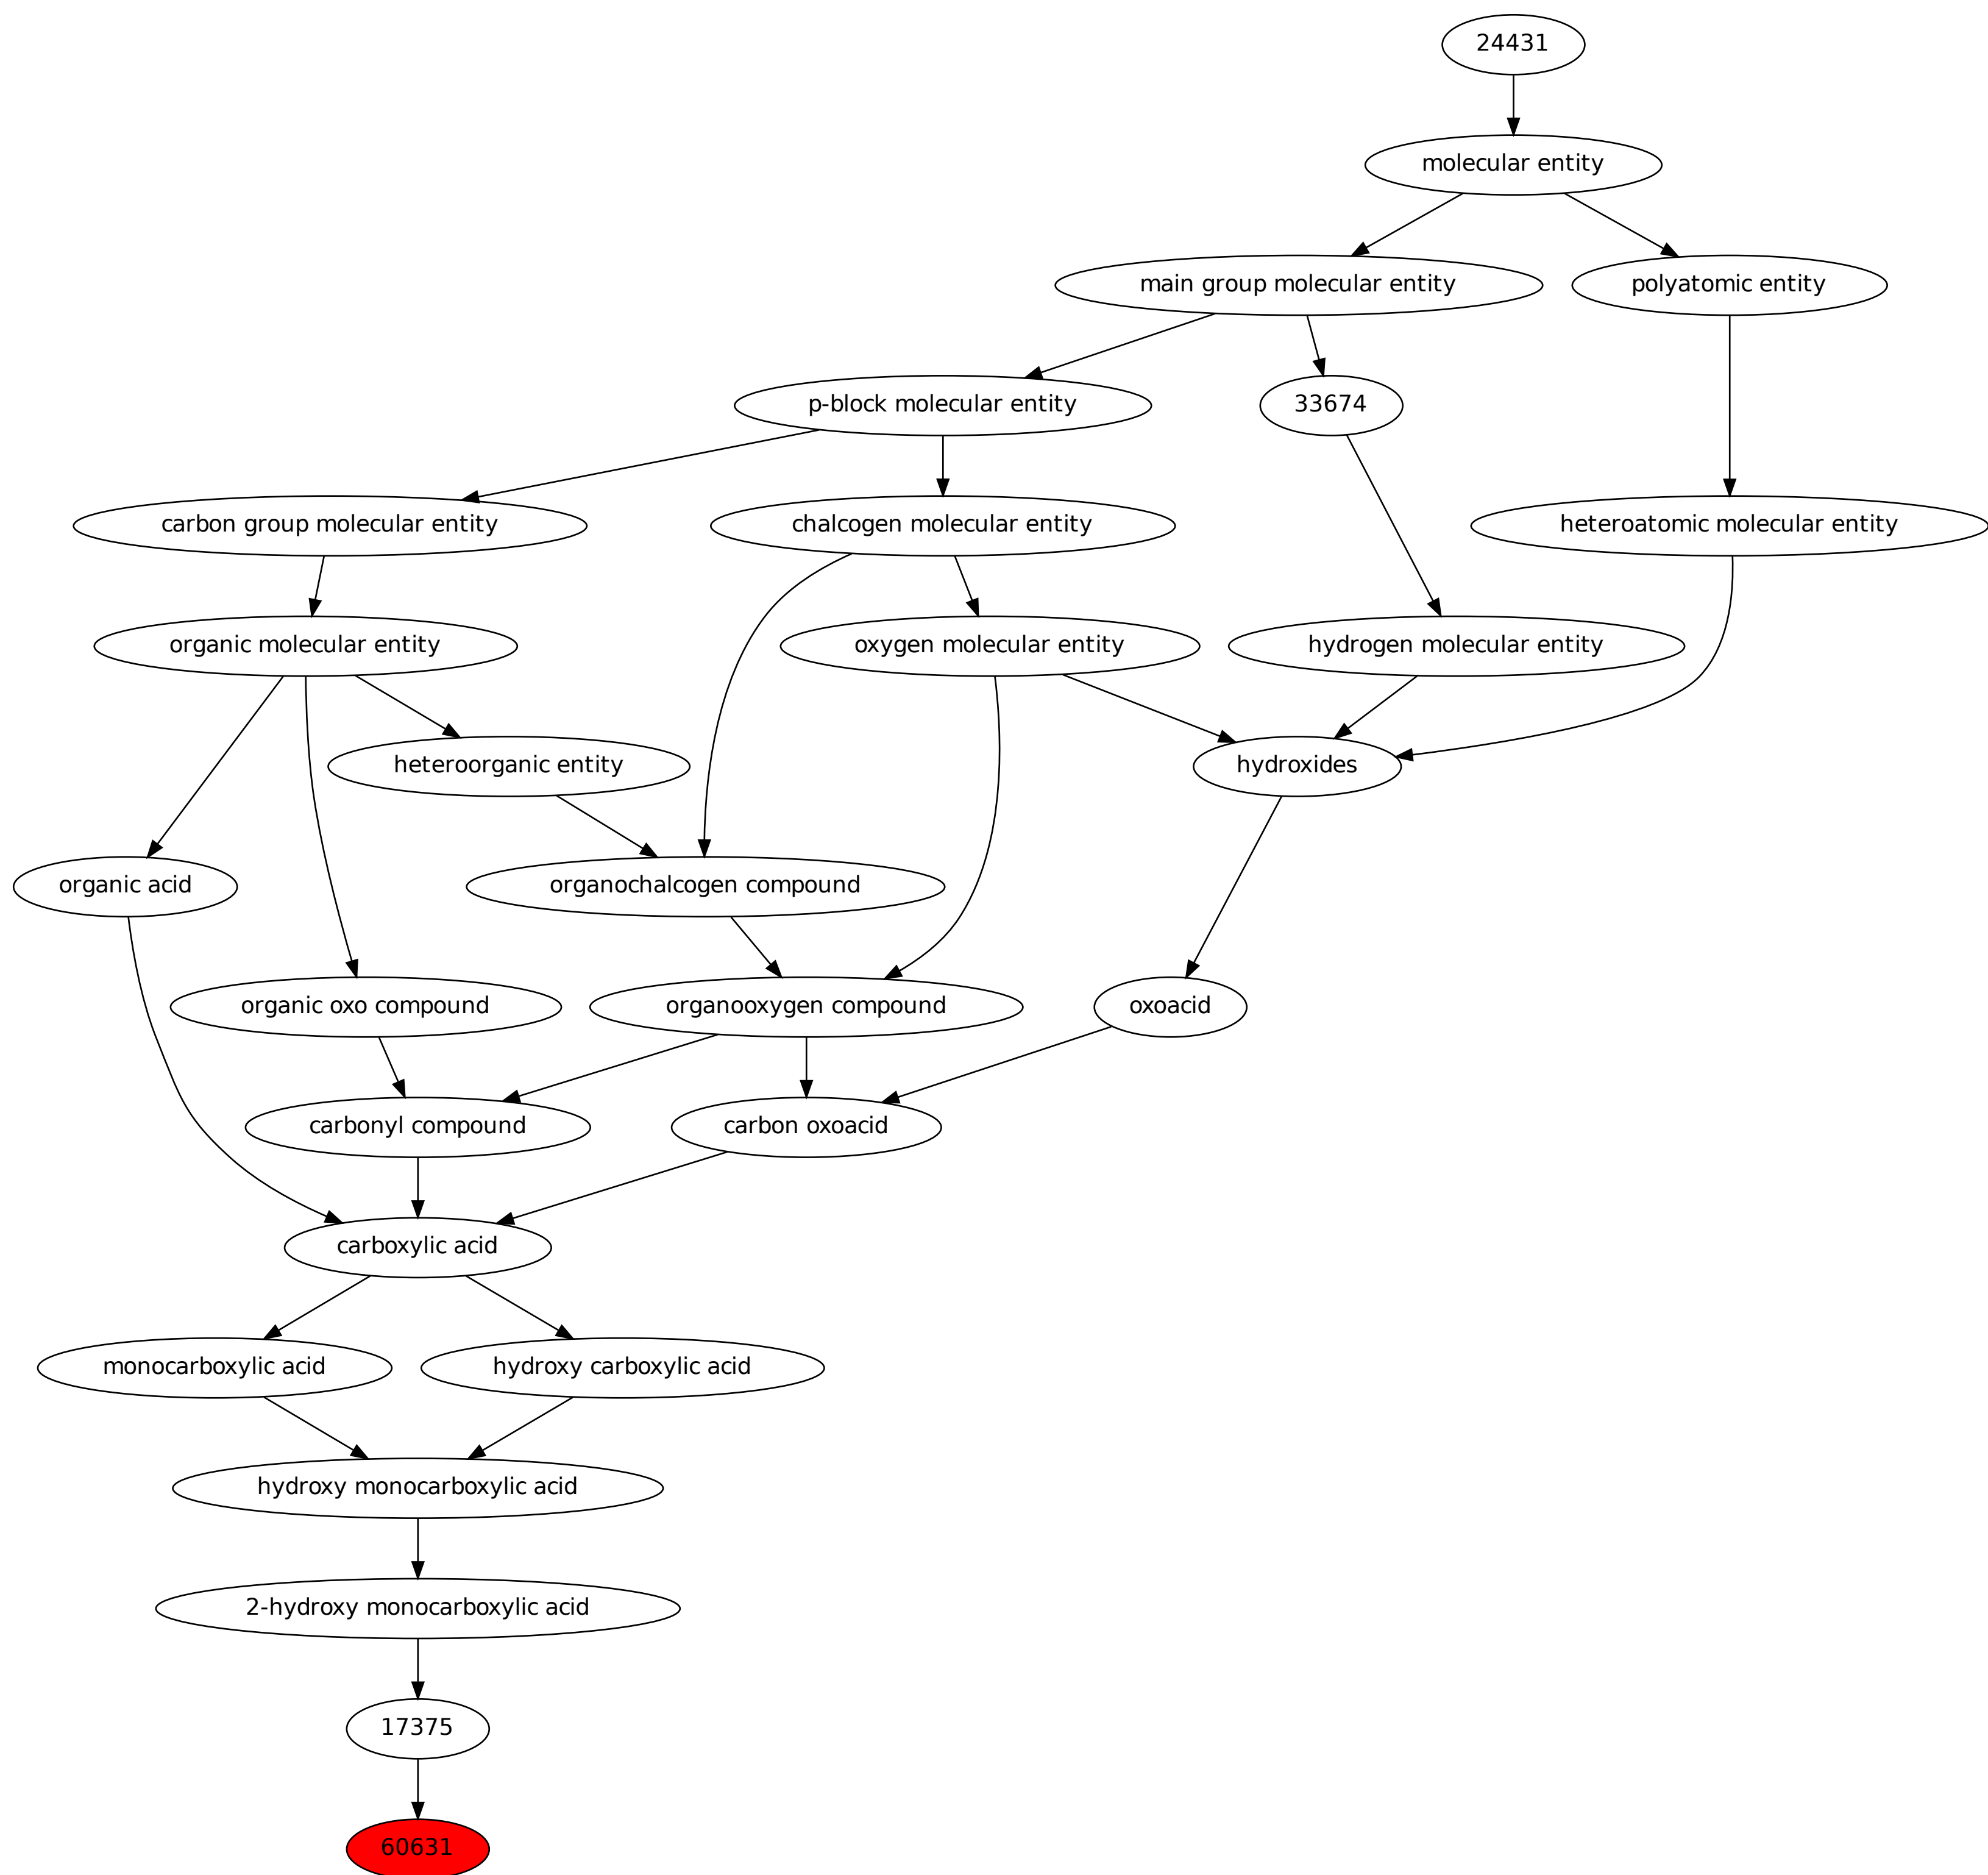 24431
molecular entity
main group molecular entity
polyatomic entity
p-block molecular entity
33674
carbon group molecular entity
chalcogen molecular entity
heteroatomic molecular entity
organic molecular entity
oxygen molecular entity
hydrogen molecular entity
heteroorganic entity
hydroxides
organic acid
organochalcogen compound
organic oxo compound
organooxygen compound
oxoacid
carbonyl compound
carbon oxoacid
carboxylic acid
monocarboxylic acid
hydroxy carboxylic acid
hydroxy monocarboxylic acid
2-hydroxy monocarboxylic acid
17375
60631